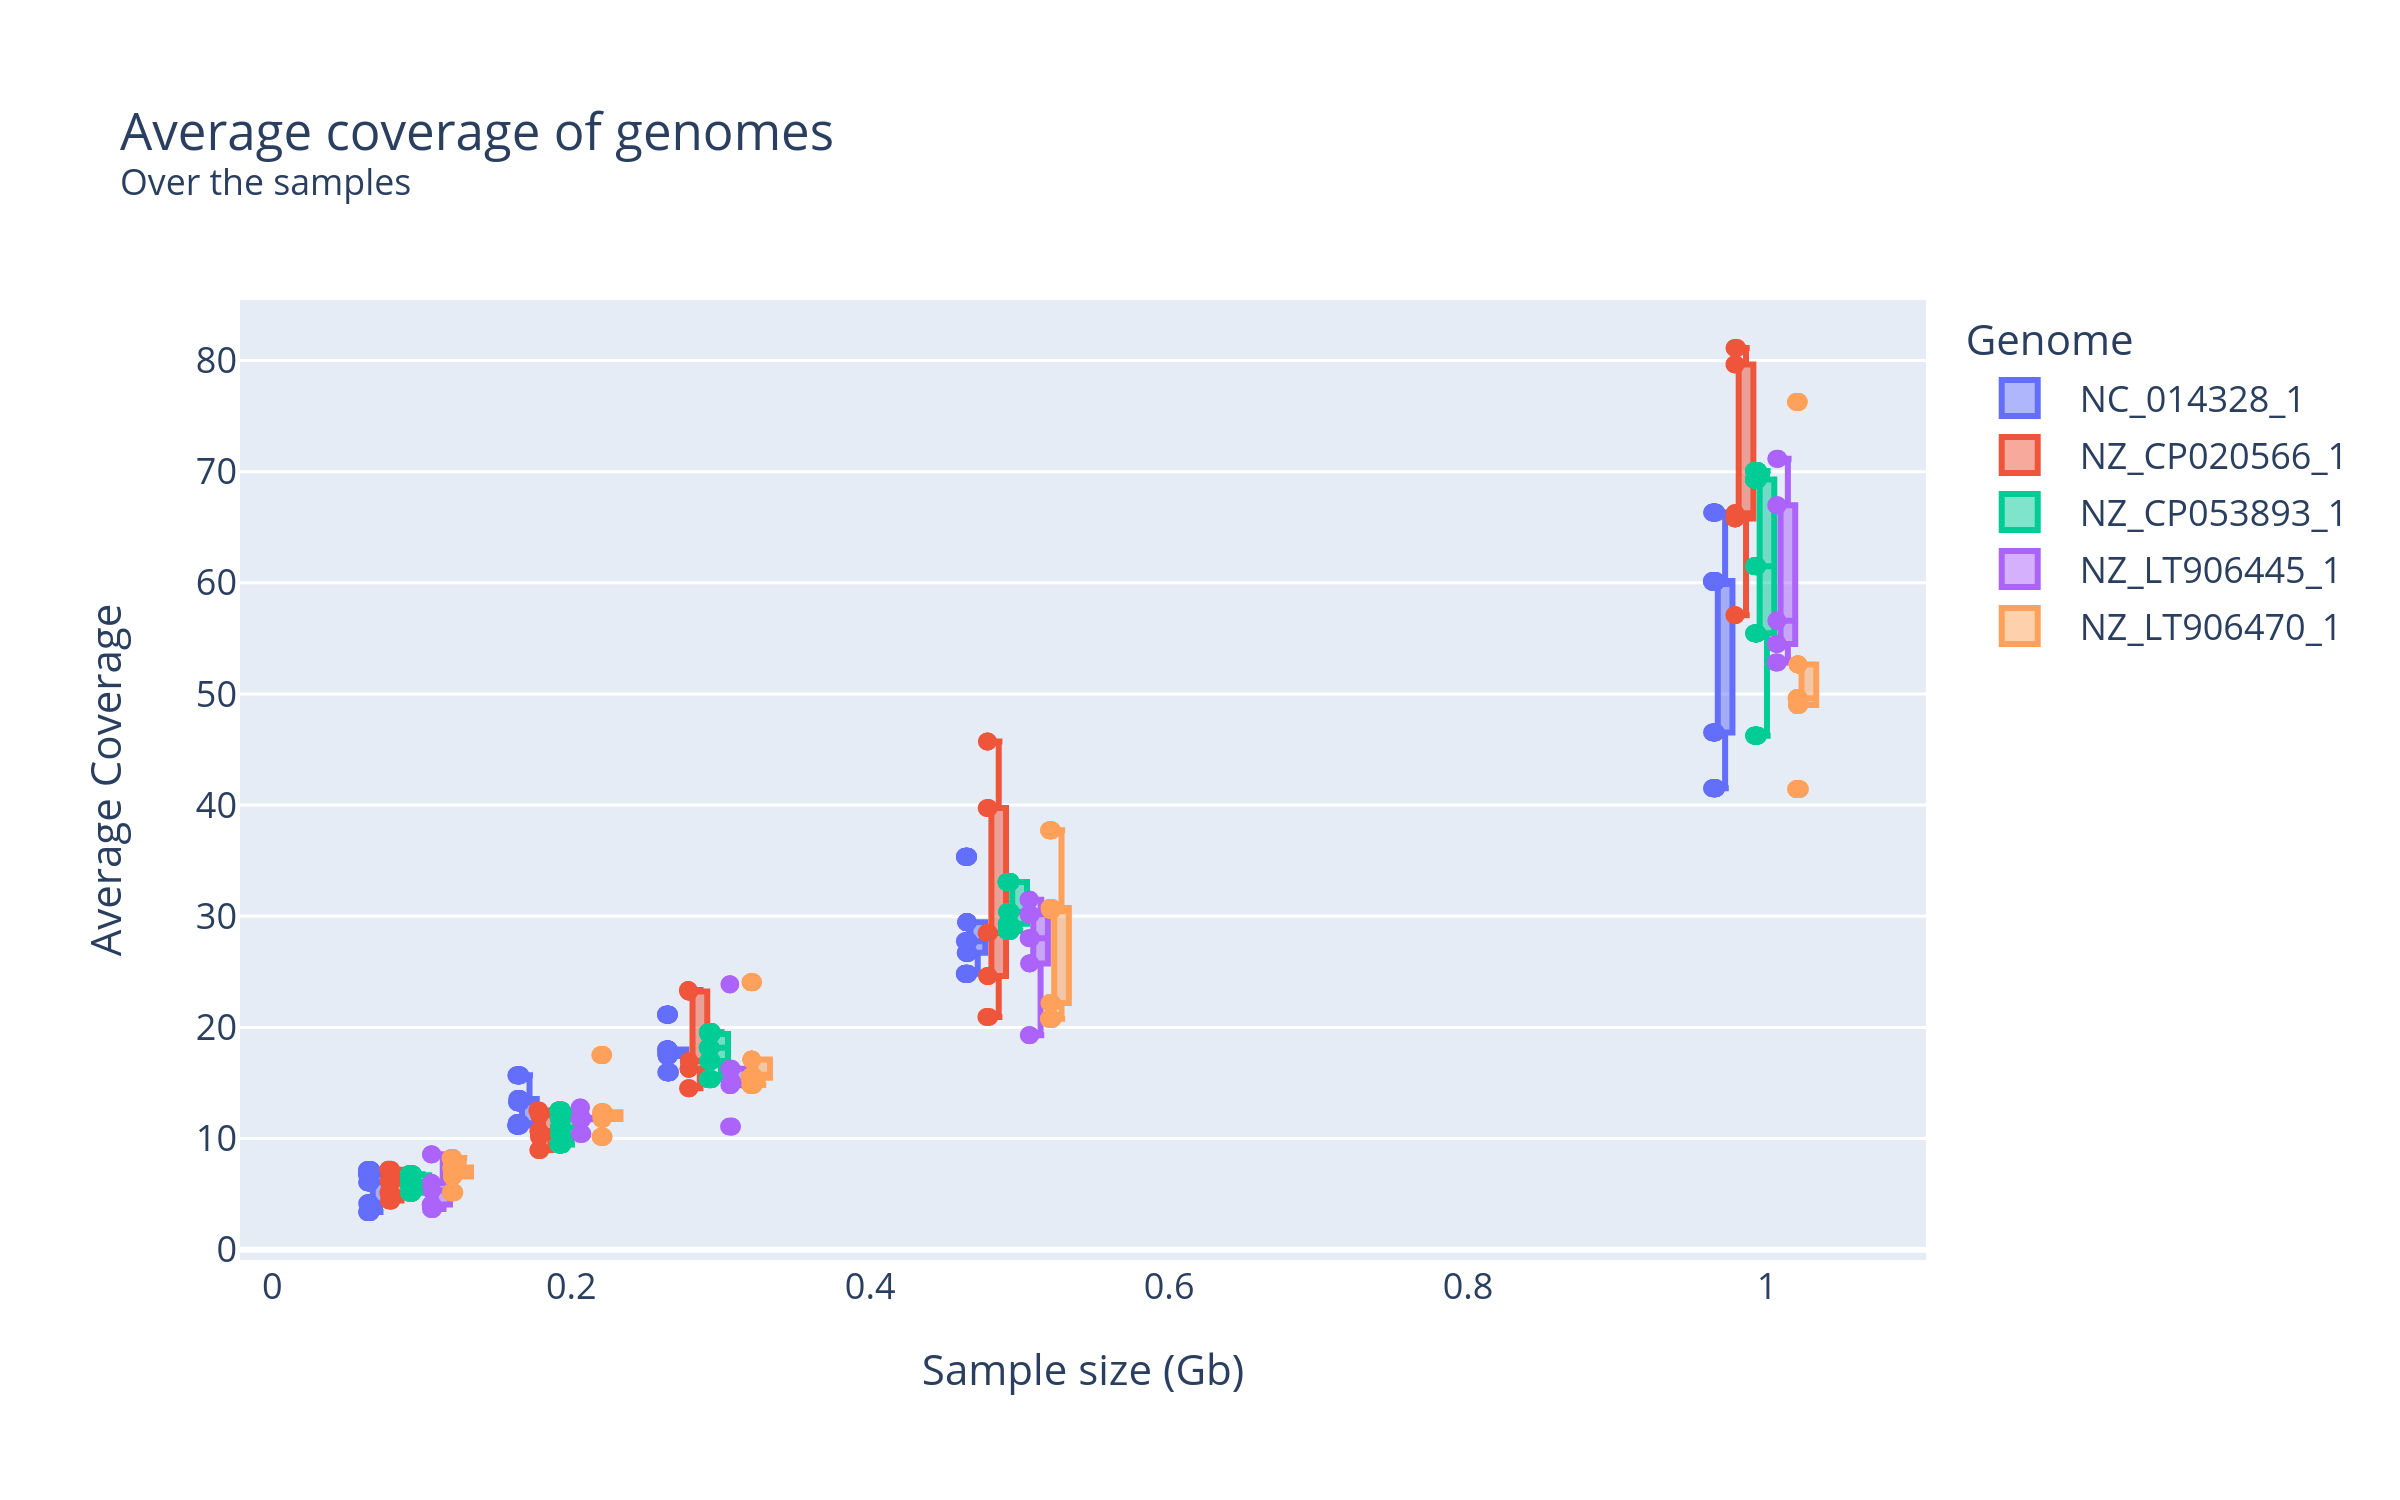 Average coverage of genomes
Over the samples
Genome
NC_014328_1
NZ_CP020566_1
NZ_CP053893_1
NZ_LT906445_1
NZ_LT906470_1
Average Coverage
80
70
60
50
40
30
20
10
0
0 0.2 0.4 0.6 0.8 1
Sample size (Gb)